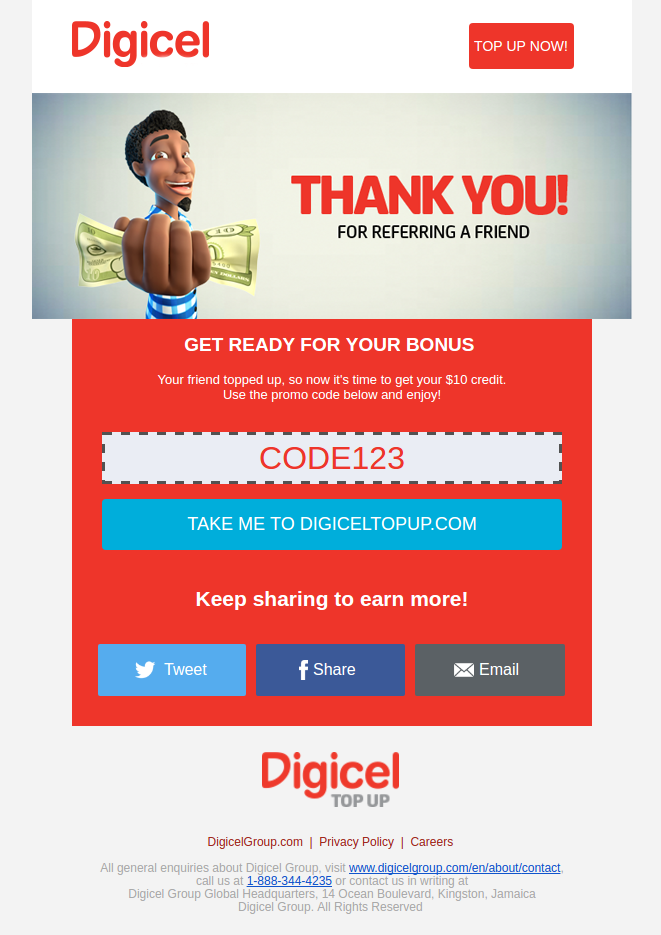 Digicel
TOP UP NOW!
THANK YOU!
FOR REFERRING A FRIEND
GET READY FOR YOUR BONUS
Your friend topped up, so now it's time to get your $10 credit.
Use the promo code below and enjoy!
CODE123
TAKE ME TO DIGICELTOPUP.COM
Keep sharing to earn more!
Tweet
Share
Email
Digicel
TOP UP
DigicelGroup.com | Privacy Policy | Careers
All general enquiries about Digicel Group, visit www.digicelgroup.com/en/about/contact,
call us at 1-888-344-4235 or contact us in writing at
Digicel Group Global Headquarters, 14 Ocean Boulevard, Kingston, Jamaica
Digicel Group. All Rights Reserved